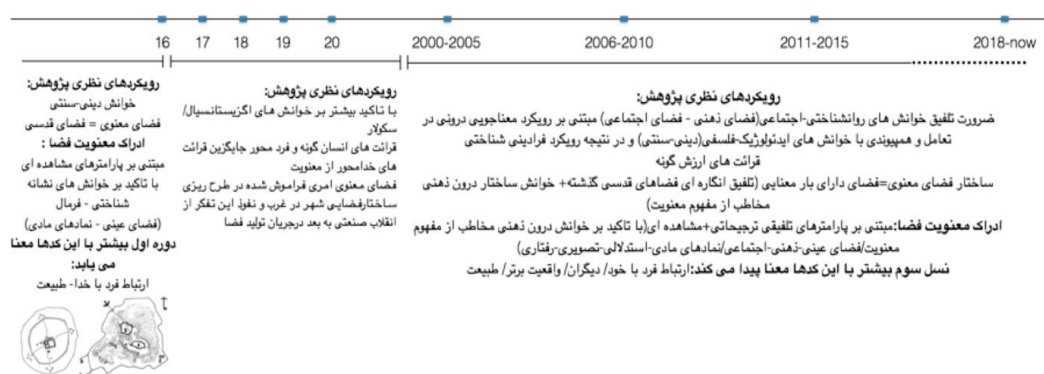 16 17 18 19 20 2000-2005 2006-2010 2011-2015 2018-now
رویکردهای نظری پژوهش:
خوانش دینی-سنتی
فضای معنوی = فضای قدسی
ادراک معنویت فضا :
مبتنی بر پارامترهای مشاهده ای
با تاکید بر خوانش های نشانه
شناختی - فرمال
(فضای عینی - نمادهای مادی)
دوره اول بیشتر با این کدها معنا
می یابد:
ارتباط فرد با خدا- طبیعت
رویکردهای نظری پژوهش:
با تاکید بیشتر بر خوانش های اگزیستانسیال/
سکولار
قرائت های انسان گونه و فرد محور جایگزین قرائت
های خدامحور از معنویت
فضای معنوی امری فراموش شده در طرح ریزی
ساختارفضایی شهر در غرب و نفوذ این تفکر از
انقلاب صنعتی به بعد درجریان تولید فضا
رویکردهای نظری پژوهش:
ضرورت تلفیق خوانش های روانشناختی-اجتماعی(فضای ذهنی - فضای اجتماعی) مبتنی بر رویکرد معناجویی درونی در
تعامل و همپیوندی با خوانش های ایدئولوژیک-فلسفی(دینی-سنتی) و در نتیجه رویکرد فرادینی شناختی
قرائت های ارزش گونه
ساختار فضای معنوی=فضای دارای بار معنایی (تلفیق انگاره ای فضاهای قدسی گذشته+ خوانش ساختار درون ذهنی
مخاطب از مفهوم معنویت)
ادراک معنویت فضا:مبتنی بر پارامترهای تلفیقی ترجیحاتی+مشاهده ای(با تاکید بر خوانش درون ذهنی مخاطب از مفهوم
معنویت/فضای عینی-ذهنی-اجتماعی/نمادهای مادی-استدلالی-تصویری-رفتاری)
نسل سوم بیشتر با این کدها معنا پیدا می کند:ارتباط فرد با خود/ دیگران/ واقعیت برتر/ طبیعت